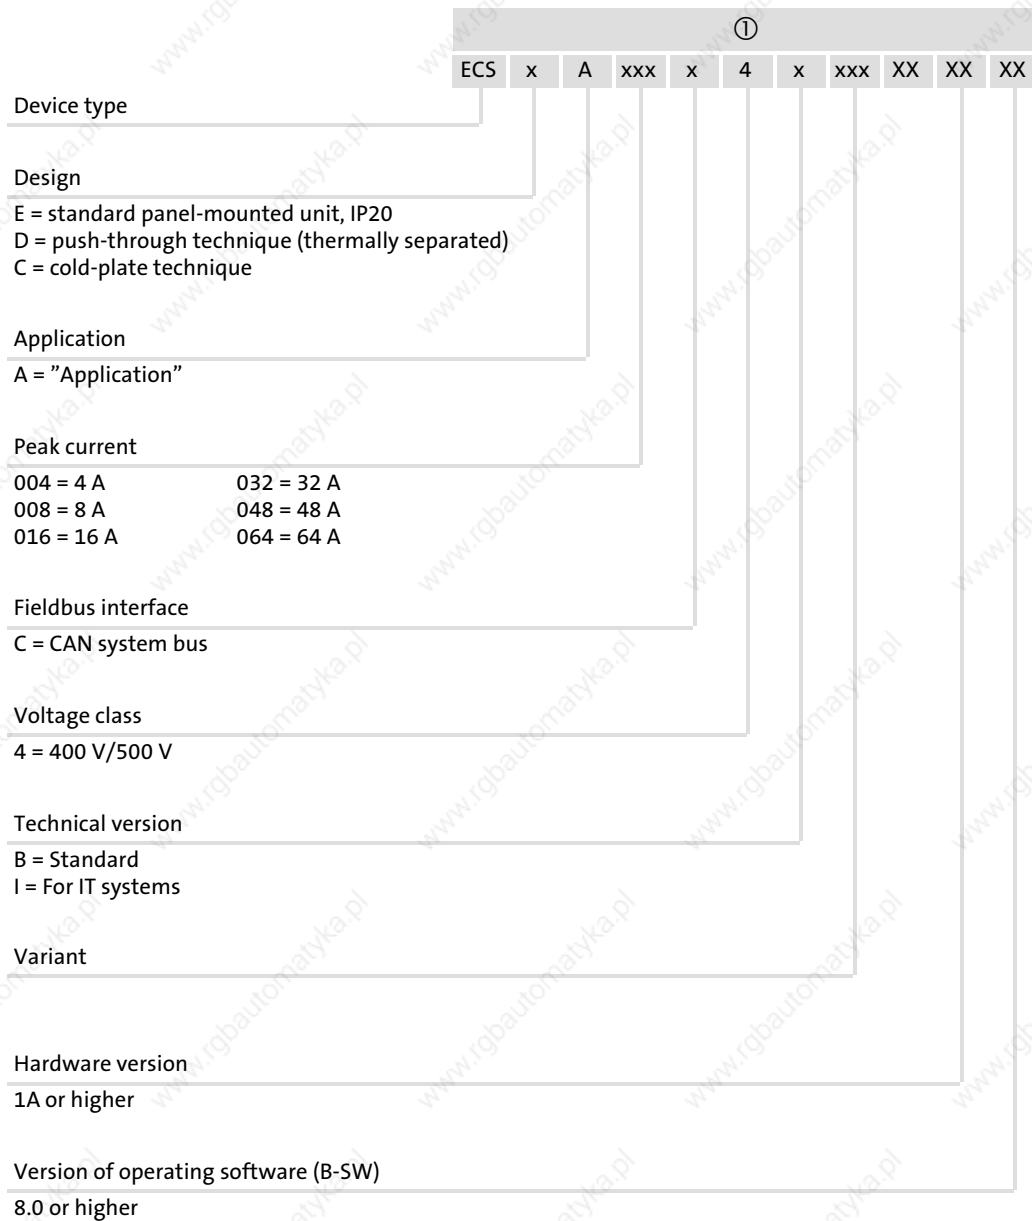 ①
ECS x A xxx x 4 x xxx XX XX XX
Device type
Design
E = standard panel-mounted unit, IP20
D = push-through technique (thermally separated)
C = cold-plate technique
Application
A = ”Application”
Peak current
004 = 4 A 032 = 32 A
008 = 8 A 048 = 48 A
016 = 16 A 064 = 64 A
Fieldbus interface
C = CAN system bus
Voltage class
4 = 400 V/500 V
Technical version
B = Standard
I = For IT systems
Variant
Hardware version
1A or higher
Version of operating software (B-SW)
8.0 or higher
www.rgbautomatyka.pl